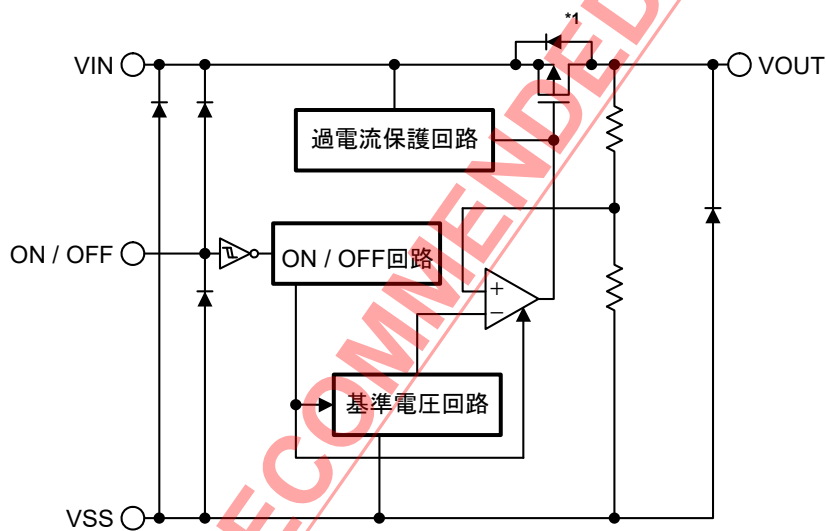 *1
VIN
VOUT
過電流保護回路
ON / OFF
ON / OFF回路
+
−
基準電圧回路
VSS
ECOMMENDED